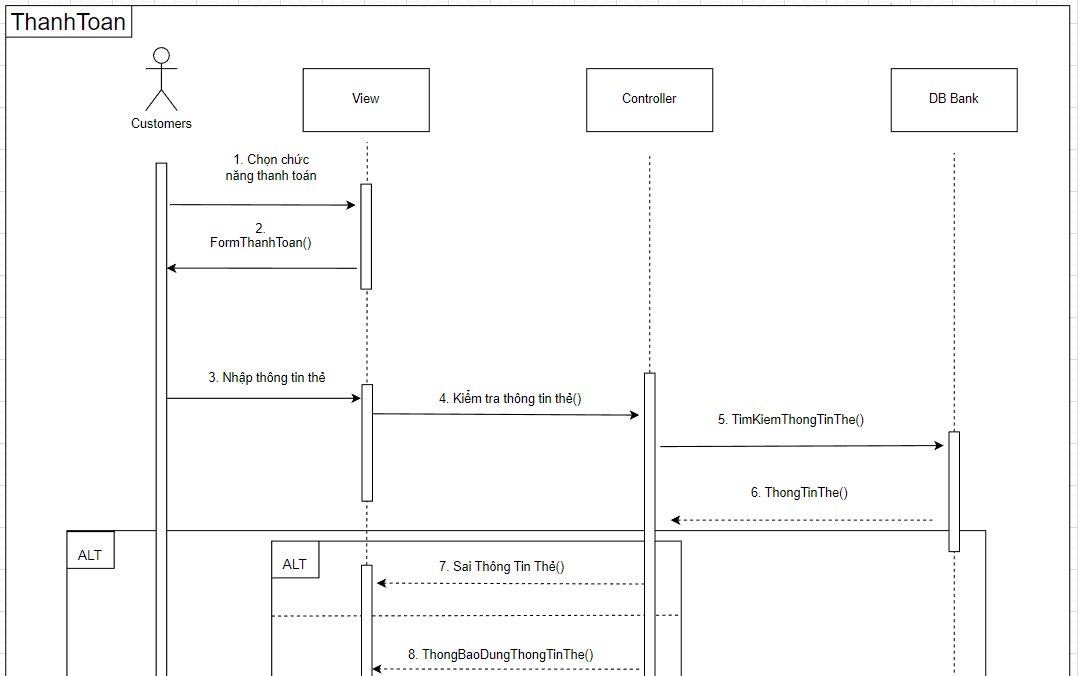 ThanhToan
Customers
View
Controller
DB Bank
1. Chọn chức
năng thanh toán
2.
FormThanhToan()
3. Nhập thông tin thẻ
4. Kiểm tra thông tin thẻ()
5. TimKiemThongTinThe()
6. ThongTinThe()
ALT
ALT
7. Sai Thông Tin Thẻ()
8. ThongBaoDungThongTinThe()